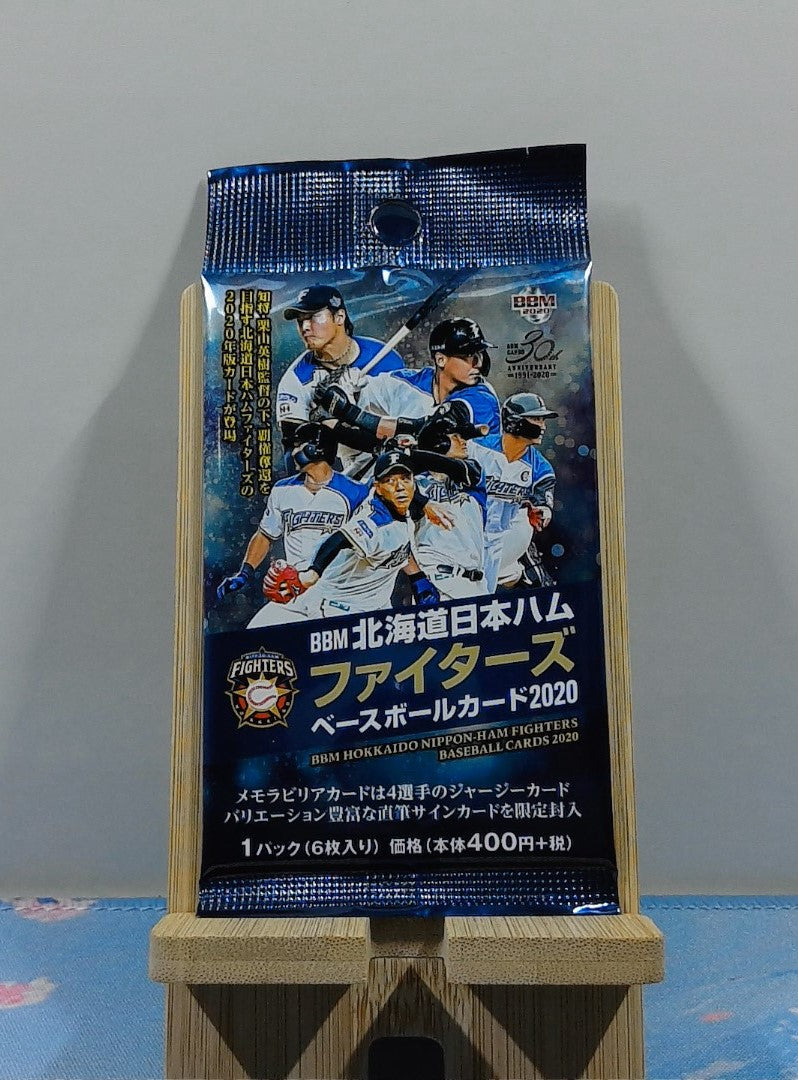 BBM
2020
BBM
CARDS 30th
ANNIVERSARY
1991-2020
知将・栗山英樹監督の下、覇権奪還を
目指す北海道日本ハムファイターズの
2020年版カードが登場
FIGHTERS
FIGHTERS
FIGHTERS
BBM 北海道日本ハム
ファイターズ
ベースボールカード2020
BBM HOKKAIDO NIPPON-HAM FIGHTERS
BASEBALL CARDS 2020
メモラビリアカードは4選手のジャージーカード
バリエーション豊富な直筆サインカードを限定封入
1パック(6枚入り) 価格(本体400円+税)